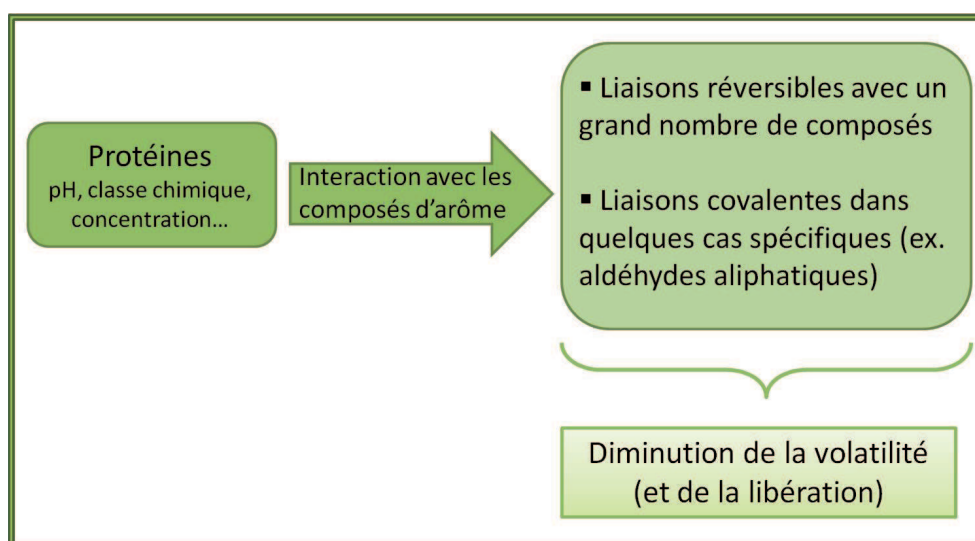 Protéines
pH, classe chimique,
concentration...
Interaction avec les
composés d'arôme
▪ Liaisons réversibles avec un
grand nombre de composés
▪ Liaisons covalentes dans
quelques cas spécifiques (ex.
aldéhydes aliphatiques)
Diminution de la volatilité
(et de la libération)